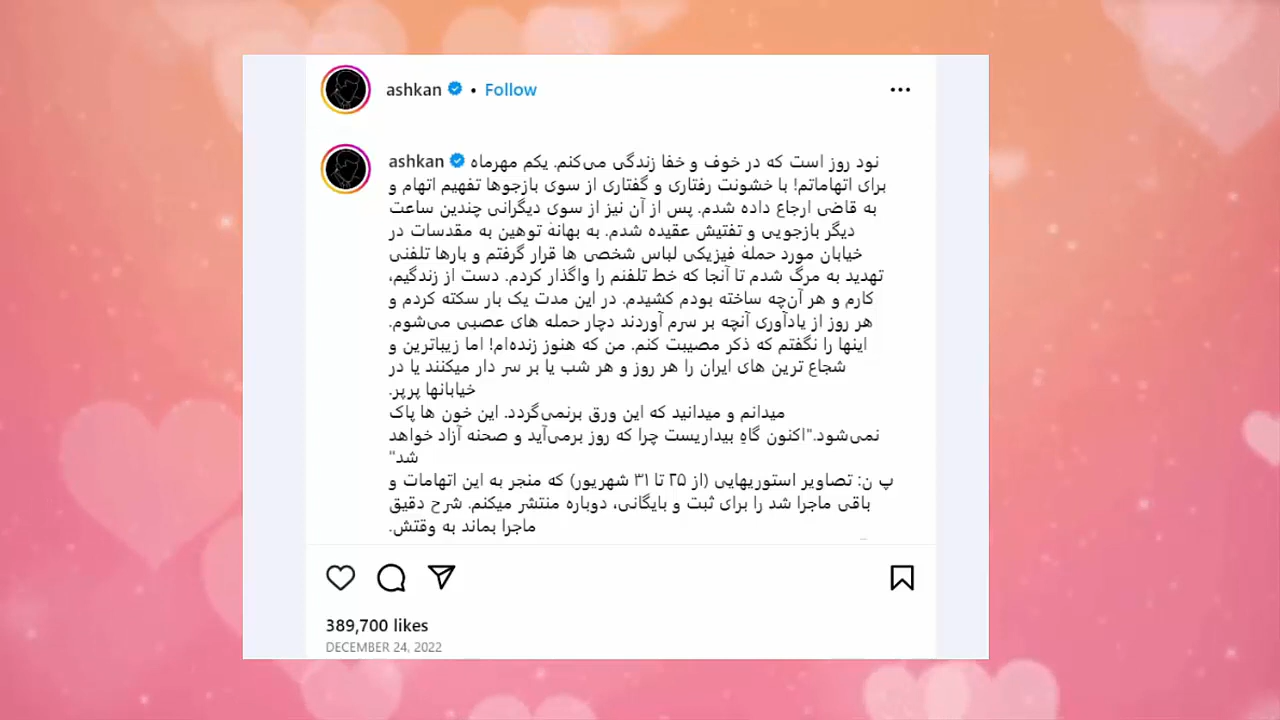 ashkan • Follow
ashkan نود روز است که در خوف و خفا زندگی می‌کنم. یکم مهرماه
برای اتهاماتم! با خشونت رفتاری و گفتاری از سوی بازجوها تفهیم اتهام و
به قاضی ارجاع داده شدم. پس از آن نیز از سوی دیگرانی چندین ساعت
دیگر بازجویی و تفتیش عقیده شدم. به بهانهٔ توهین به مقدسات در
خیابان مورد حملهٔ فیزیکی لباس شخصی ها قرار گرفتم و بارها تلفنی
تهدید به مرگ شدم تا آنجا که خط تلفنم را واگذار کردم. دست از زندگیم،
کارم و هر آن‌چه ساخته بودم کشیدم. در این مدت یک بار سکته کردم و
هر روز از یادآوری آنچه بر سرم آوردند دچار حمله های عصبی می‌شوم.
اینها را نگفتم که ذکر مصیبت کنم. من که هنوز زنده‌ام! اما زیباترین و
شجاع ترین های ایران را هر روز و هر شب یا بر سر دار میکنند یا در
خیابانها پرپر.
میدانم و میدانید که این ورق برنمی‌گردد. این خون ها پاک
نمی‌شود."اکنون گاهِ بیداریست چرا که روز برمی‌آید و صحنه آزاد خواهد
شد"
پ ن: تصاویر استوریهایی (از ۲۵ تا ۳۱ شهریور) که منجر به این اتهامات و
باقی ماجرا شد را برای ثبت و بایگانی، دوباره منتشر میکنم. شرح دقیق
ماجرا بماند به وقتش.
389,700 likes
DECEMBER 24, 2022